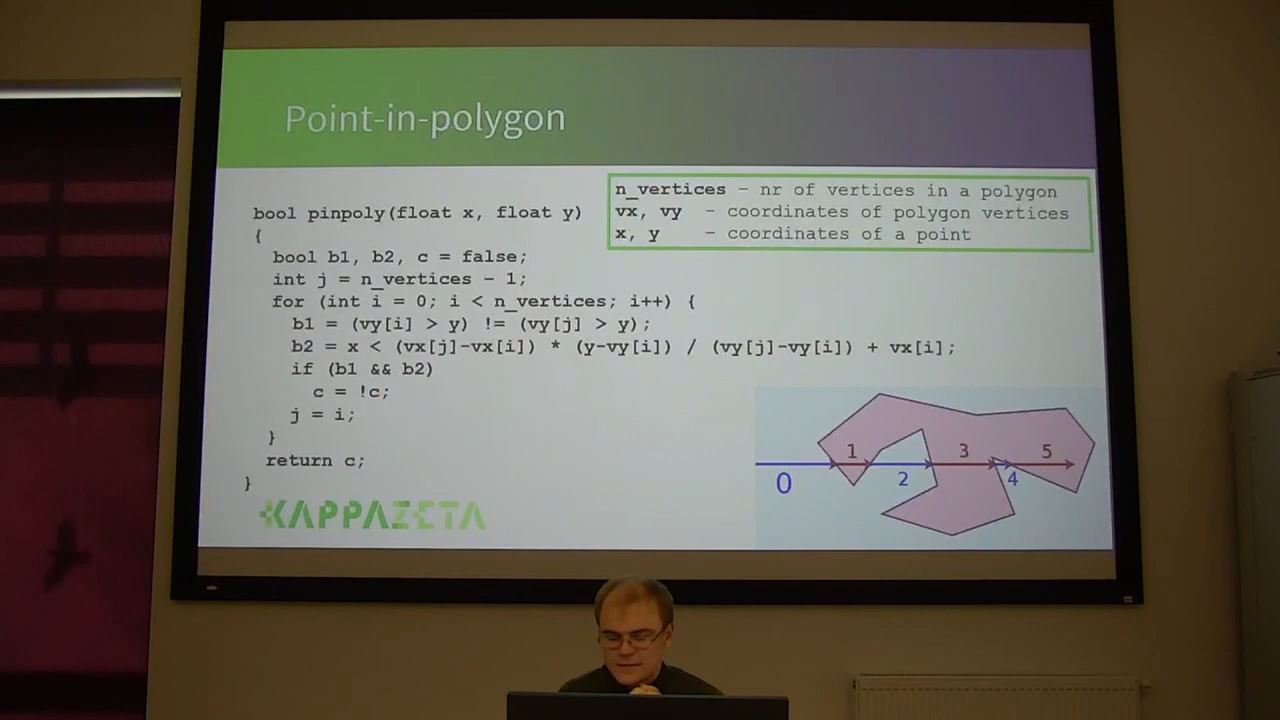 Point-in-polygon
n_vertices – nr of vertices in a polygon
vx, vy – coordinates of polygon vertices
x, y – coordinates of a point
bool pinpoly(float x, float y)
{
bool b1, b2, c = false;
int j = n_vertices - 1;
for (int i = 0; i < n_vertices; i++) {
b1 = (vy[i] > y) != (vy[j] > y);
b2 = x < (vx[j]-vx[i]) * (y-vy[i]) / (vy[j]-vy[i]) + vx[i];
if (b1 && b2)
c = !c;
j = i;
}
return c;
}
0 1 2 3 4 5
KAPPAZETA